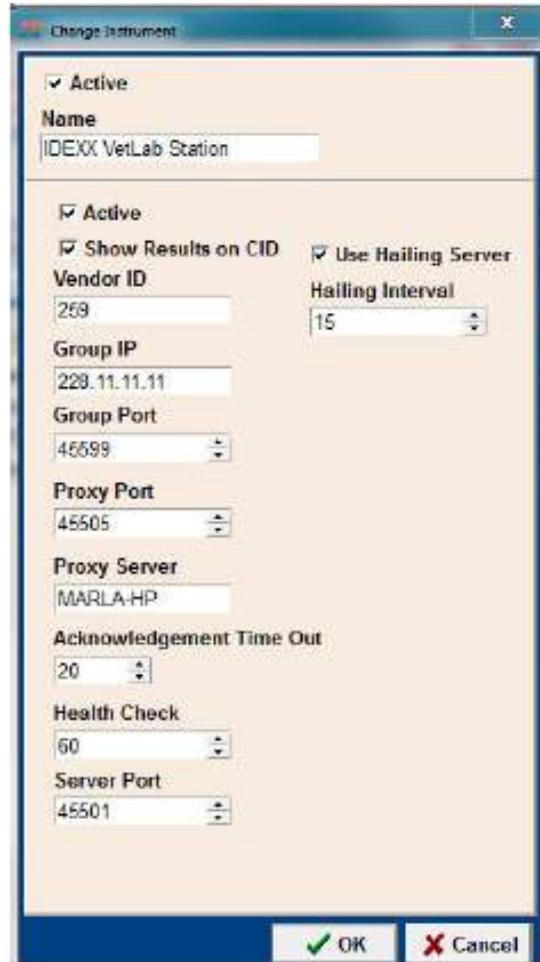 Change Instrument
x
Active
Name
IDEXX VetLab Station
Active
Show Results on CID
Use Hailing Server
Vendor ID
259
Hailing Interval
15
Group IP
228.11.11.11
Group Port
45599
Proxy Port
45505
Proxy Server
MARLA-HP
Acknowledgement Time Out
20
Health Check
60
Server Port
45501
OK
Cancel